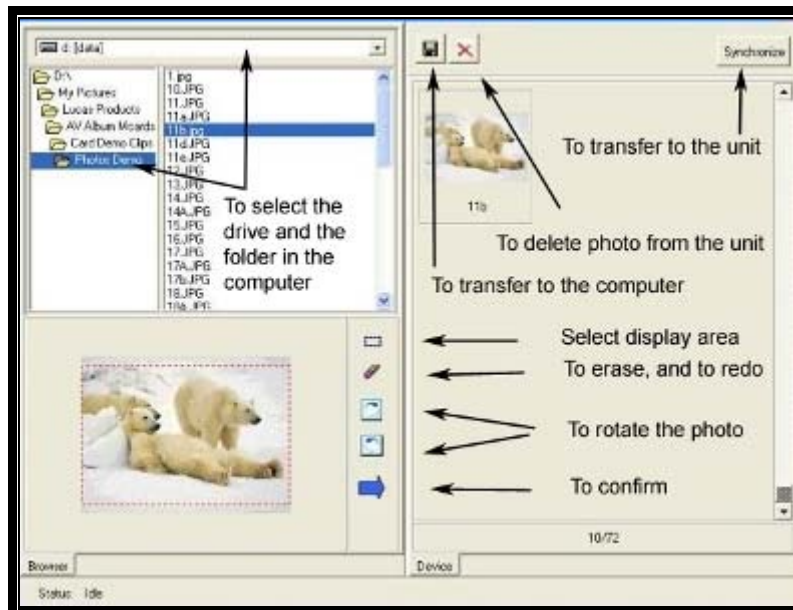 d: [data]
Synchronize
D:\
My Pictures
Lucas Products
AV Album Mcards
Card Demo Clips
Photos Demo
1.jpg
10.JPG
11.JPG
11a.JPG
11b.jpg
11d.JPG
11e.JPG
12.JPG
13.JPG
14.JPG
14A.JPG
15.JPG
16.JPG
17.JPG
17A.JPG
17b.JPG
18.JPG
18A.JPG
To select the
drive and the
folder in the
computer
11b
To transfer to the unit
To delete photo from the unit
To transfer to the computer
Select display area
To erase, and to redo
To rotate the photo
To confirm
10/72
Browser
Device
Status: Idle